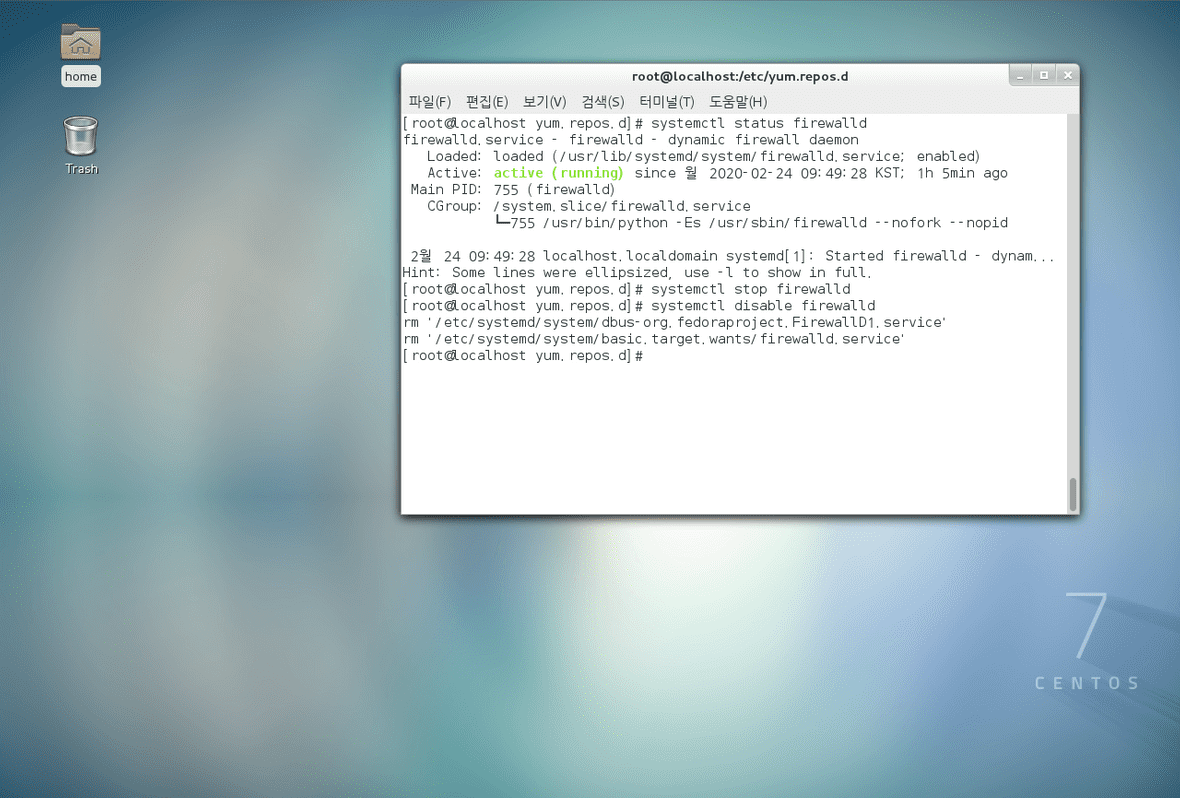 home
Trash
root@localhost:/etc/yum.repos.d
파일(F) 편집(E) 보기(V) 검색(S) 터미널(T) 도움말(H)
[root@localhost yum.repos.d]# systemctl status firewalld
firewalld.service - firewalld - dynamic firewall daemon
   Loaded: loaded (/usr/lib/systemd/system/firewalld.service; enabled)
   Active: active (running) since 월 2020-02-24 09:49:28 KST; 1h 5min ago
 Main PID: 755 (firewalld)
   CGroup: /system.slice/firewalld.service
           └─755 /usr/bin/python -Es /usr/sbin/firewalld --nofork --nopid
 2월 24 09:49:28 localhost.localdomain systemd[1]: Started firewalld - dynam...
Hint: Some lines were ellipsized, use -l to show in full.
[root@localhost yum.repos.d]# systemctl stop firewalld
[root@localhost yum.repos.d]# systemctl disable firewalld
rm '/etc/systemd/system/dbus-org.fedoraproject.FirewallD1.service'
rm '/etc/systemd/system/basic.target.wants/firewalld.service'
[root@localhost yum.repos.d]#
7
CENTOS